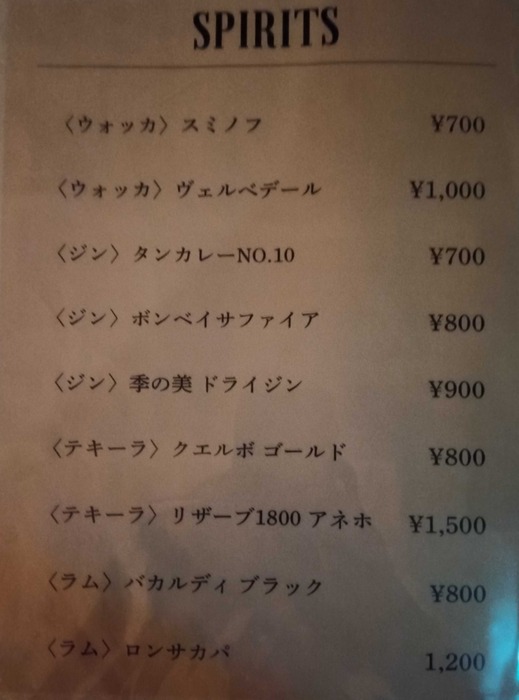 SPIRITS
〈ウォッカ〉スミノフ ¥700
〈ウォッカ〉ヴェルベデール ¥1,000
〈ジン〉タンカレーNO.10 ¥700
〈ジン〉ボンベイサファイア ¥800
〈ジン〉季の美 ドライジン ¥900
〈テキーラ〉クエルボ ゴールド ¥800
〈テキーラ〉リザーブ1800 アネホ ¥1,500
〈ラム〉バカルディ ブラック ¥800
〈ラム〉ロンサカパ 1,200